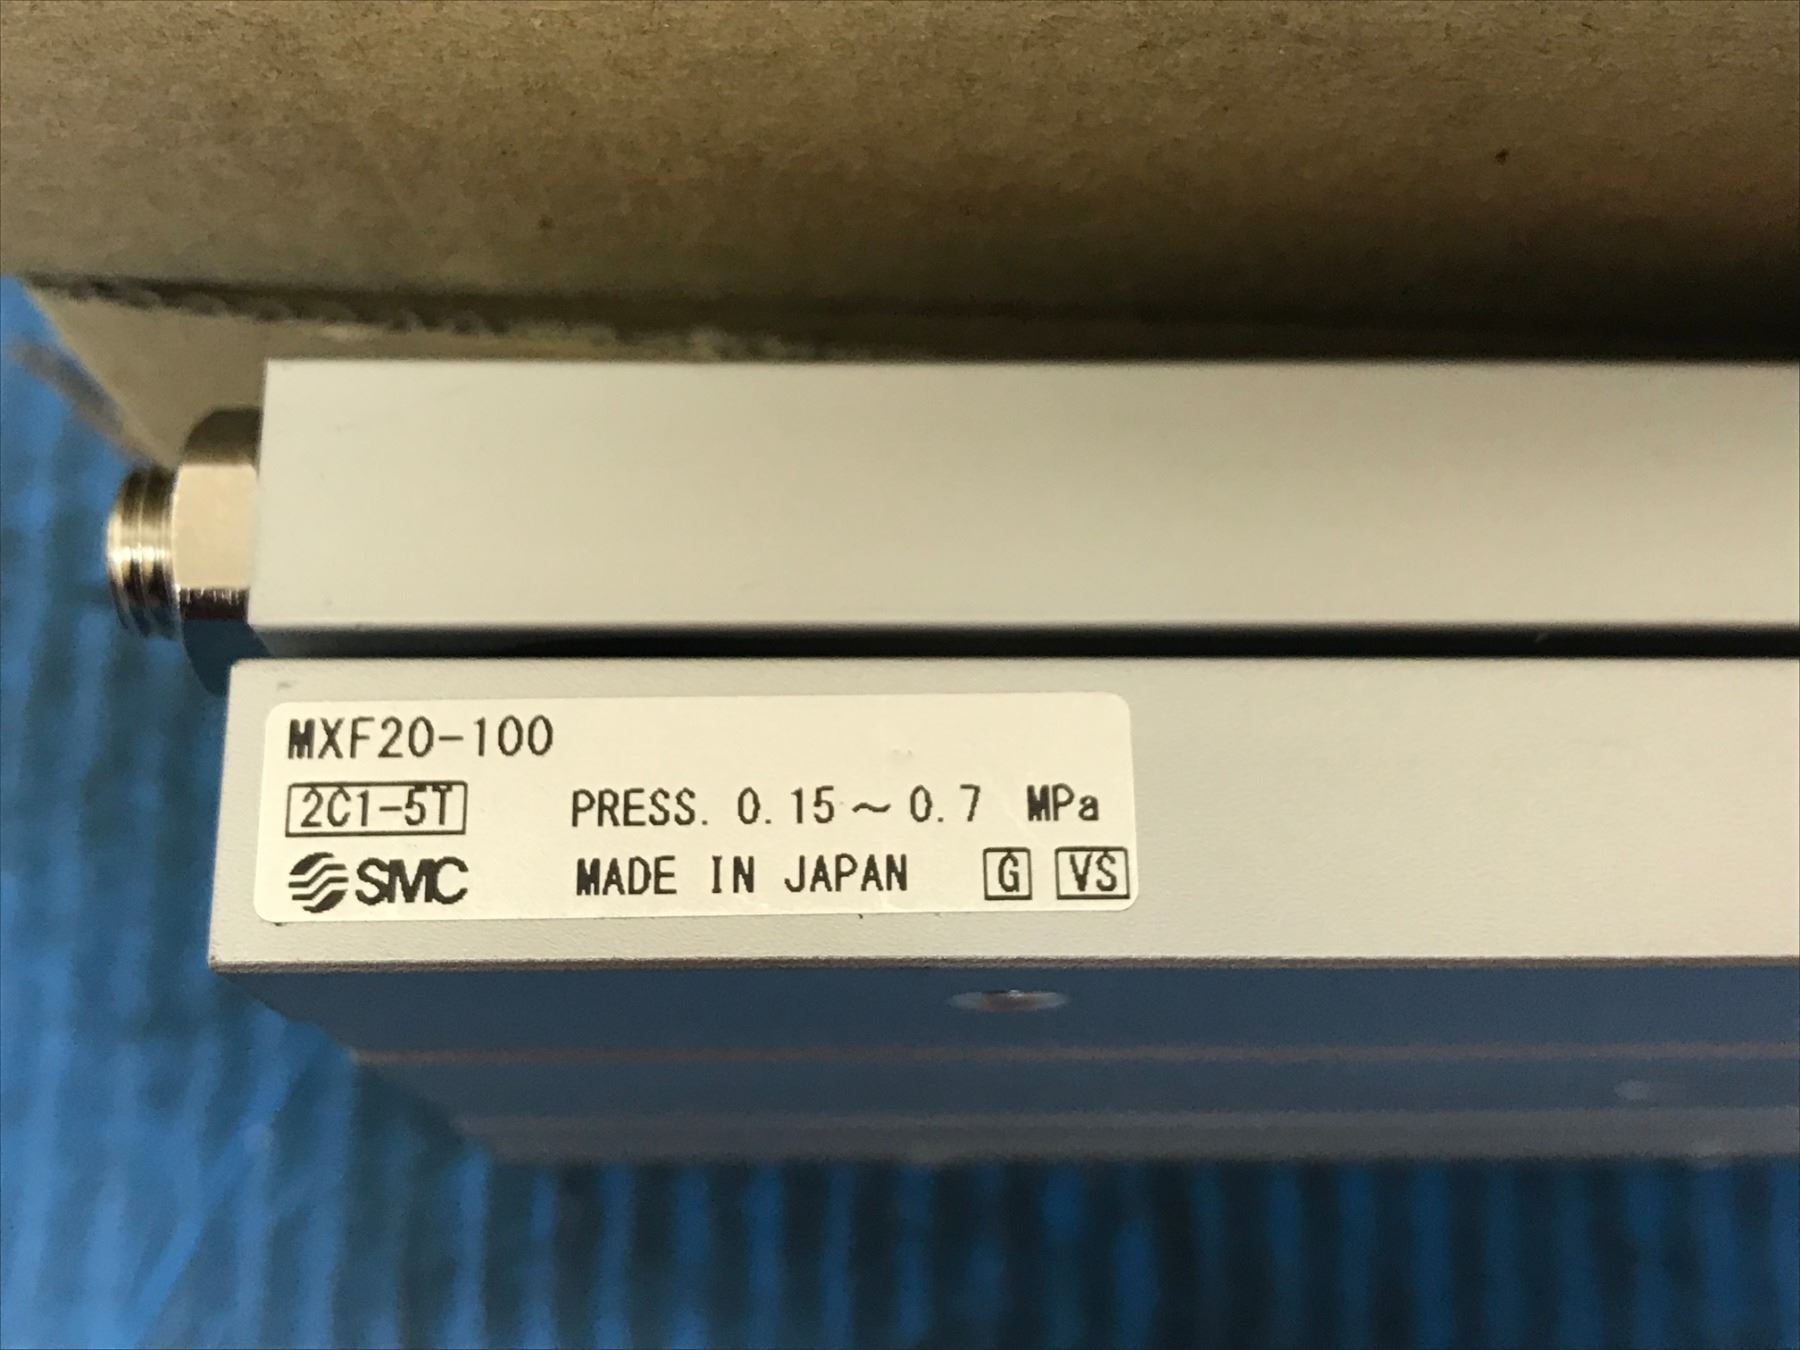 MXF20-100
2C1-5T PRESS. 0.15～0.7 MPa
SMC MADE IN JAPAN G VS